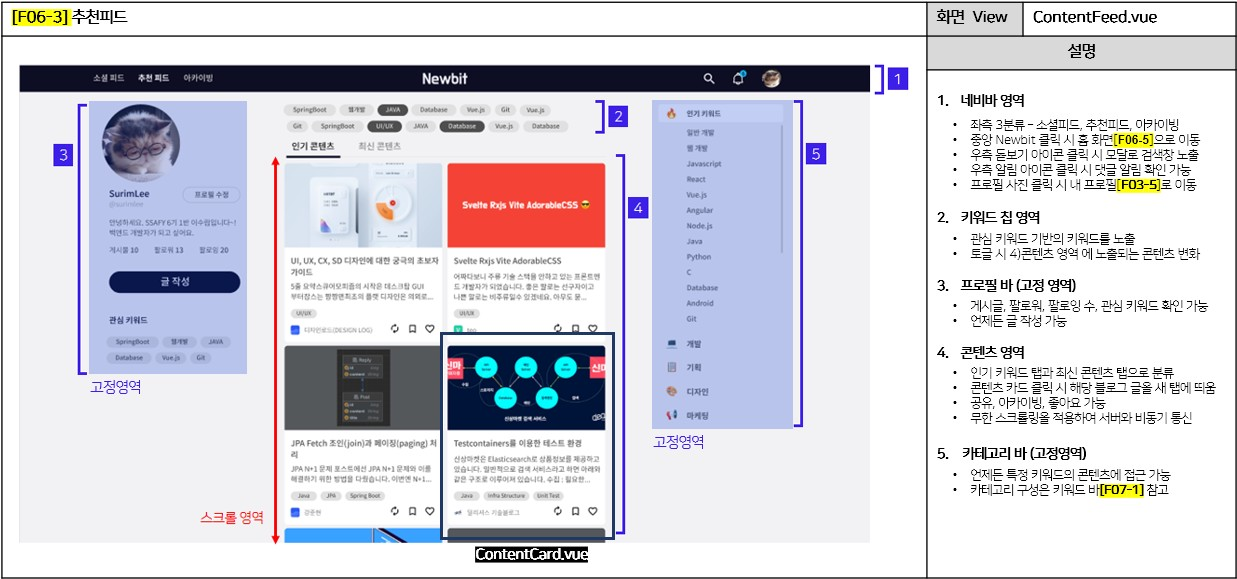 [F06-3] 추천피드
화면 View
ContentFeed.vue
설명
소셜 피드
추천 피드
아카이빙
Newbit
1
3
SurimLee
프로필 수정
@surimlee
안녕하세요, SSAFY 6기 1반 이수림입니다~!
백엔드 개발자가 되고 싶어요.
게시물 10 팔로워 13 팔로잉 20
글 작성
관심 키워드
SpringBoot 웹개발 JAVA
Database Vue.js Git
고정영역
SpringBoot 웹개발 JAVA Database Vue.js Git Vue.js
Git SpringBoot UI/UX JAVA Database Vue.js Database
2
인기 콘텐츠 최신 콘텐츠
4
UI, UX, CX, SD 디자인에 대한 궁극의 초보자
가이드
5줄 요약스큐어모피즘의 시작은 데스크탑 GUI
부터잡스는 짱짱맨최초의 플랫 디자인은 의외로...
UI/UX
디자인로드(DESIGN LOG)
Svelte Rxjs Vite AdorableCSS 😎
Svelte Rxjs Vite AdorableCSS
어쩌다보니 주류 기술 스택을 안하고 있는 프론트엔
드 개발자가 되었습니다. 좋은 팔로는 선구자이고
나쁜 말로는 비주류일수 있겠네요. 아무도 묻...
UI/UX
Reply
Post
JPA Fetch 조인(join)과 페이징(paging) 처
리
JPA N+1 문제 포스트에선 JPA N+1 문제와 이를
해결하기 위한 방법을 다뤘습니다. 이번엔 N+1...
Java JPA Spring Boot
강준현
신마
신마
신상마켓 검색 서비스
Testcontainers를 이용한 테스트 환경
신상마켓은 Elasticsearch로 상품정보를 제공하고
있습니다. 일반적으로 검색 서비스라고 하면 아래와
같은 구조로 이루어져 있습니다. 수집 : 필요한...
Java Infra Structure Unit Test
딜리셔스 기술블로그
스크롤 영역
ContentCard.vue
5
인기 키워드
일반 개발
웹 개발
Javascript
React
Vue.js
Angular
Node.js
Java
Python
C
Database
Android
Git
개발
기획
디자인
마케팅
고정영역
1. 네비바 영역
• 좌측 3분류 – 소셜피드, 추천피드, 아카이빙
• 중앙 Newbit 클릭 시 홈 화면[F06-5]으로 이동
• 우측 돋보기 아이콘 클릭 시 모달로 검색창 노출
• 우측 알림 아이콘 클릭 시 댓글 알림 확인 가능
• 프로필 사진 클릭 시 내 프로필[F03-5]로 이동
2. 키워드 칩 영역
• 관심 키워드 기반의 키워드를 노출
• 토글 시 4)콘텐츠 영역 에 노출되는 콘텐츠 변화
3. 프로필 바 (고정 영역)
• 게시글, 팔로워, 팔로잉 수, 관심 키워드 확인 가능
• 언제든 글 작성 가능
4. 콘텐츠 영역
• 인기 키워드 탭과 최신 콘텐츠 탭으로 분류
• 콘텐츠 카드 클릭 시 해당 블로그 글을 새 탭에 띄움
• 공유, 아카이빙, 좋아요 가능
• 무한 스크롤링을 적용하여 서버와 비동기 통신
5. 카테고리 바 (고정영역)
• 언제든 특정 키워드의 콘텐츠에 접근 가능
• 카테고리 구성은 키워드 바[F07-1] 참고